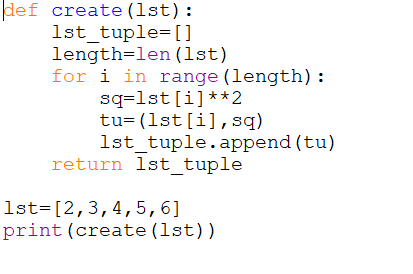 def create(lst):
    lst_tuple=[]
    length=len(lst)
    for i in range(length):
        sq=lst[i]**2
        tu=(lst[i],sq)
        lst_tuple.append(tu)
    return lst_tuple

lst=[2,3,4,5,6]
print(create(lst))